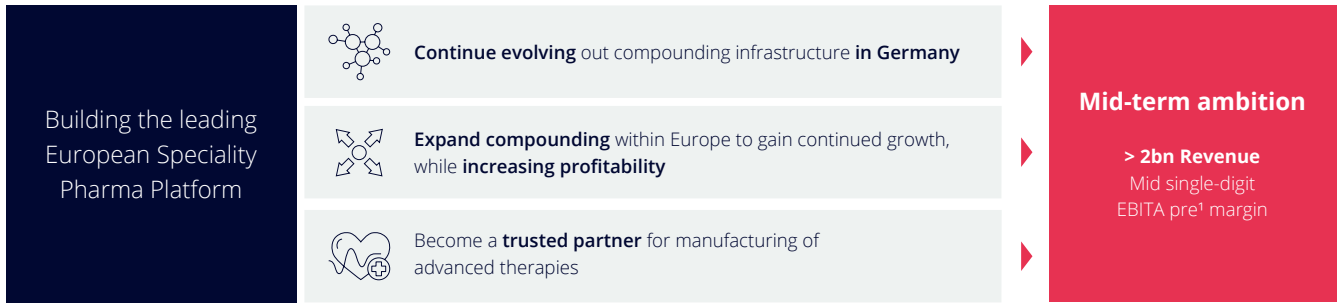 Building the leading
European Speciality
Pharma Platform
Continue evolving out compounding infrastructure in Germany
Expand compounding within Europe to gain continued growth,
while increasing profitability
Become a trusted partner for manufacturing of
advanced therapies
Mid-term ambition
> 2bn Revenue
Mid single-digit
EBITA pre¹ margin